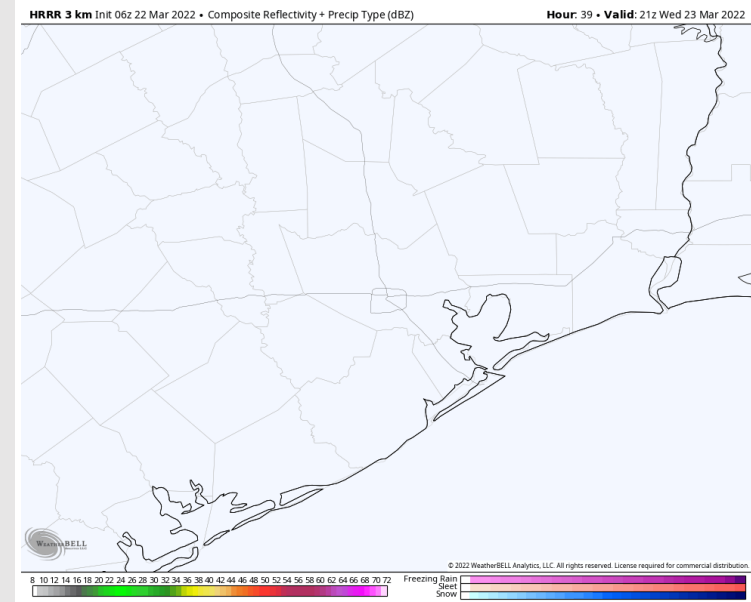 HRRR 3 km Init 06z 22 Mar 2022 • Composite Reflectivity + Precip Type (dBZ)
Hour: 39 • Valid: 21z Wed 23 Mar 2022
WeatherBELL
© 2022 WeatherBELL Analytics, LLC. All rights reserved. License required for commercial distribution.
8 10 12 14 16 18 20 22 24 26 28 30 32 34 36 38 40 42 44 46 48 50 52 54 56 58 60 62 64 66 68 70 72
Freezing Rain
Sleet
Snow